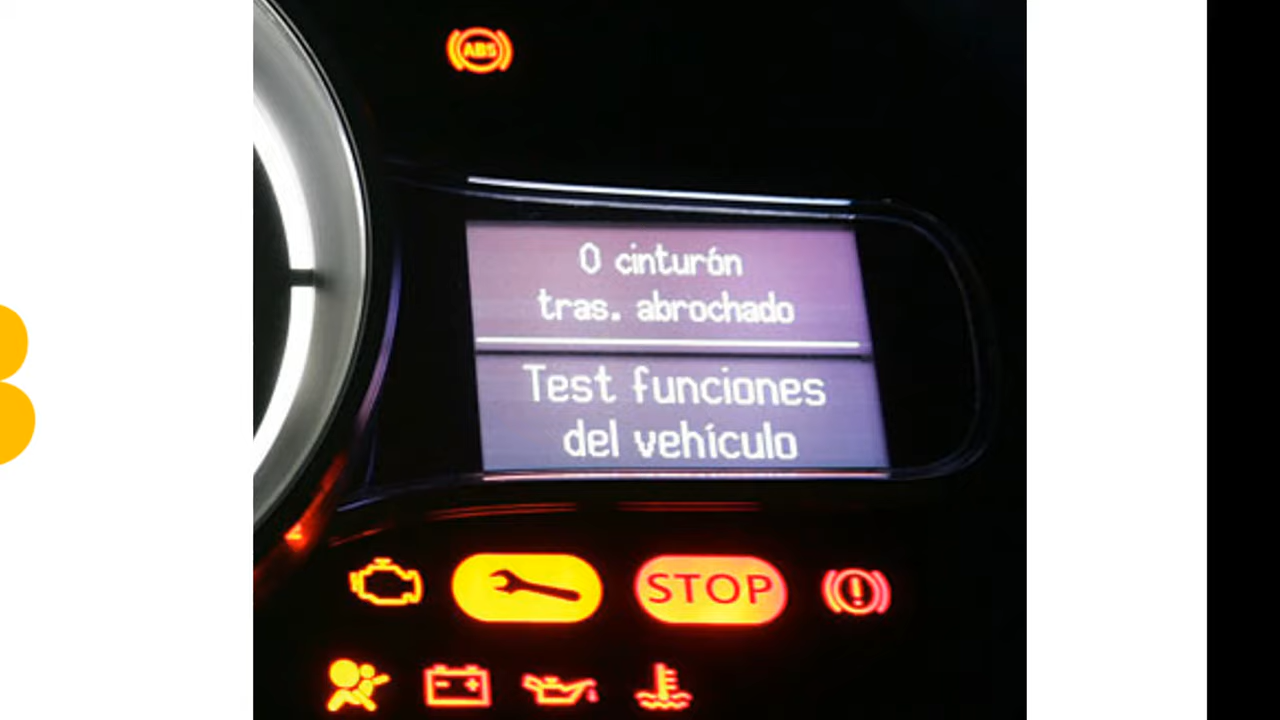 ABS
0 cinturón
tras. abrochado
Test funciones
del vehículo
STOP